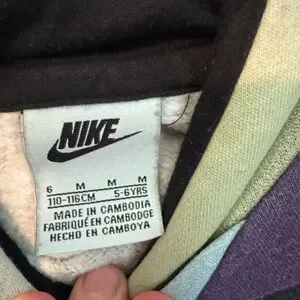 NIKE
6 M M M
110-116CM 5-6YRS
MADE IN CAMBODIA
FABRIQUÉ EN CAMBODGE
HECHO EN CAMBOYA